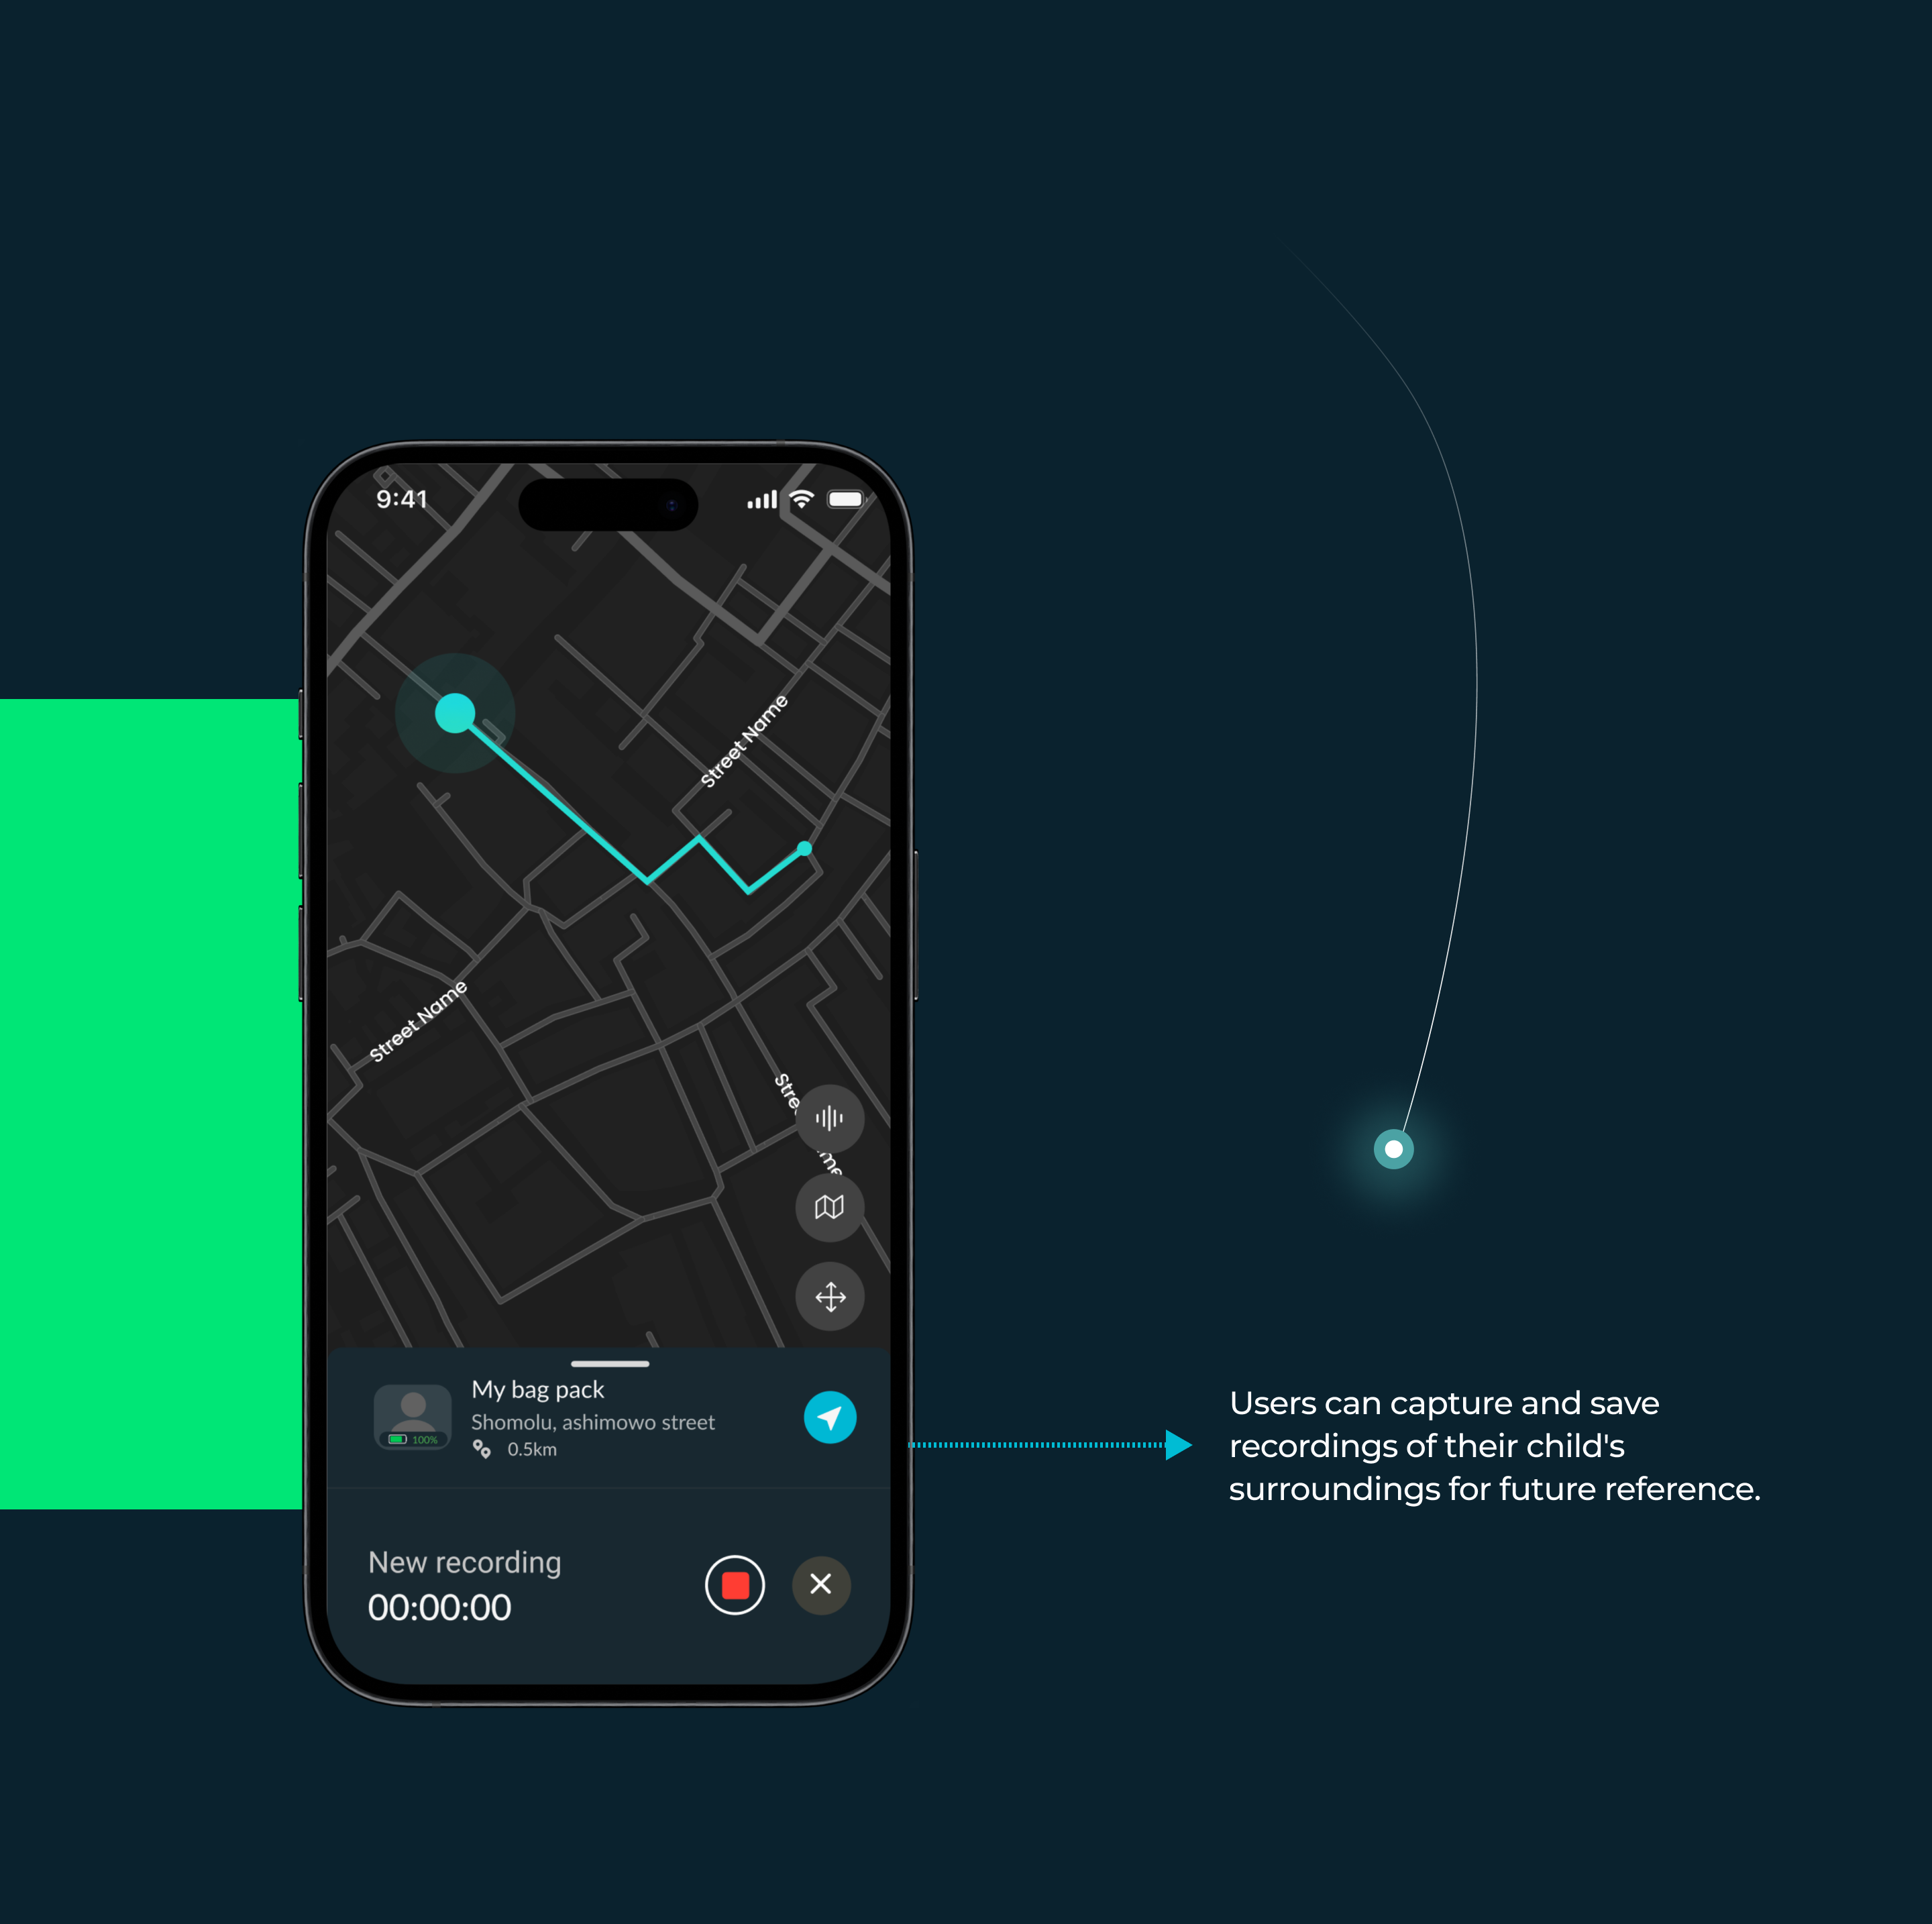 9:41
Street Name
Street Name
Stre
me
My bag pack
Shomolu, ashimowo street
100%
0.5km
Users can capture and save
recordings of their child's
surroundings for future reference.
New recording
00:00:00